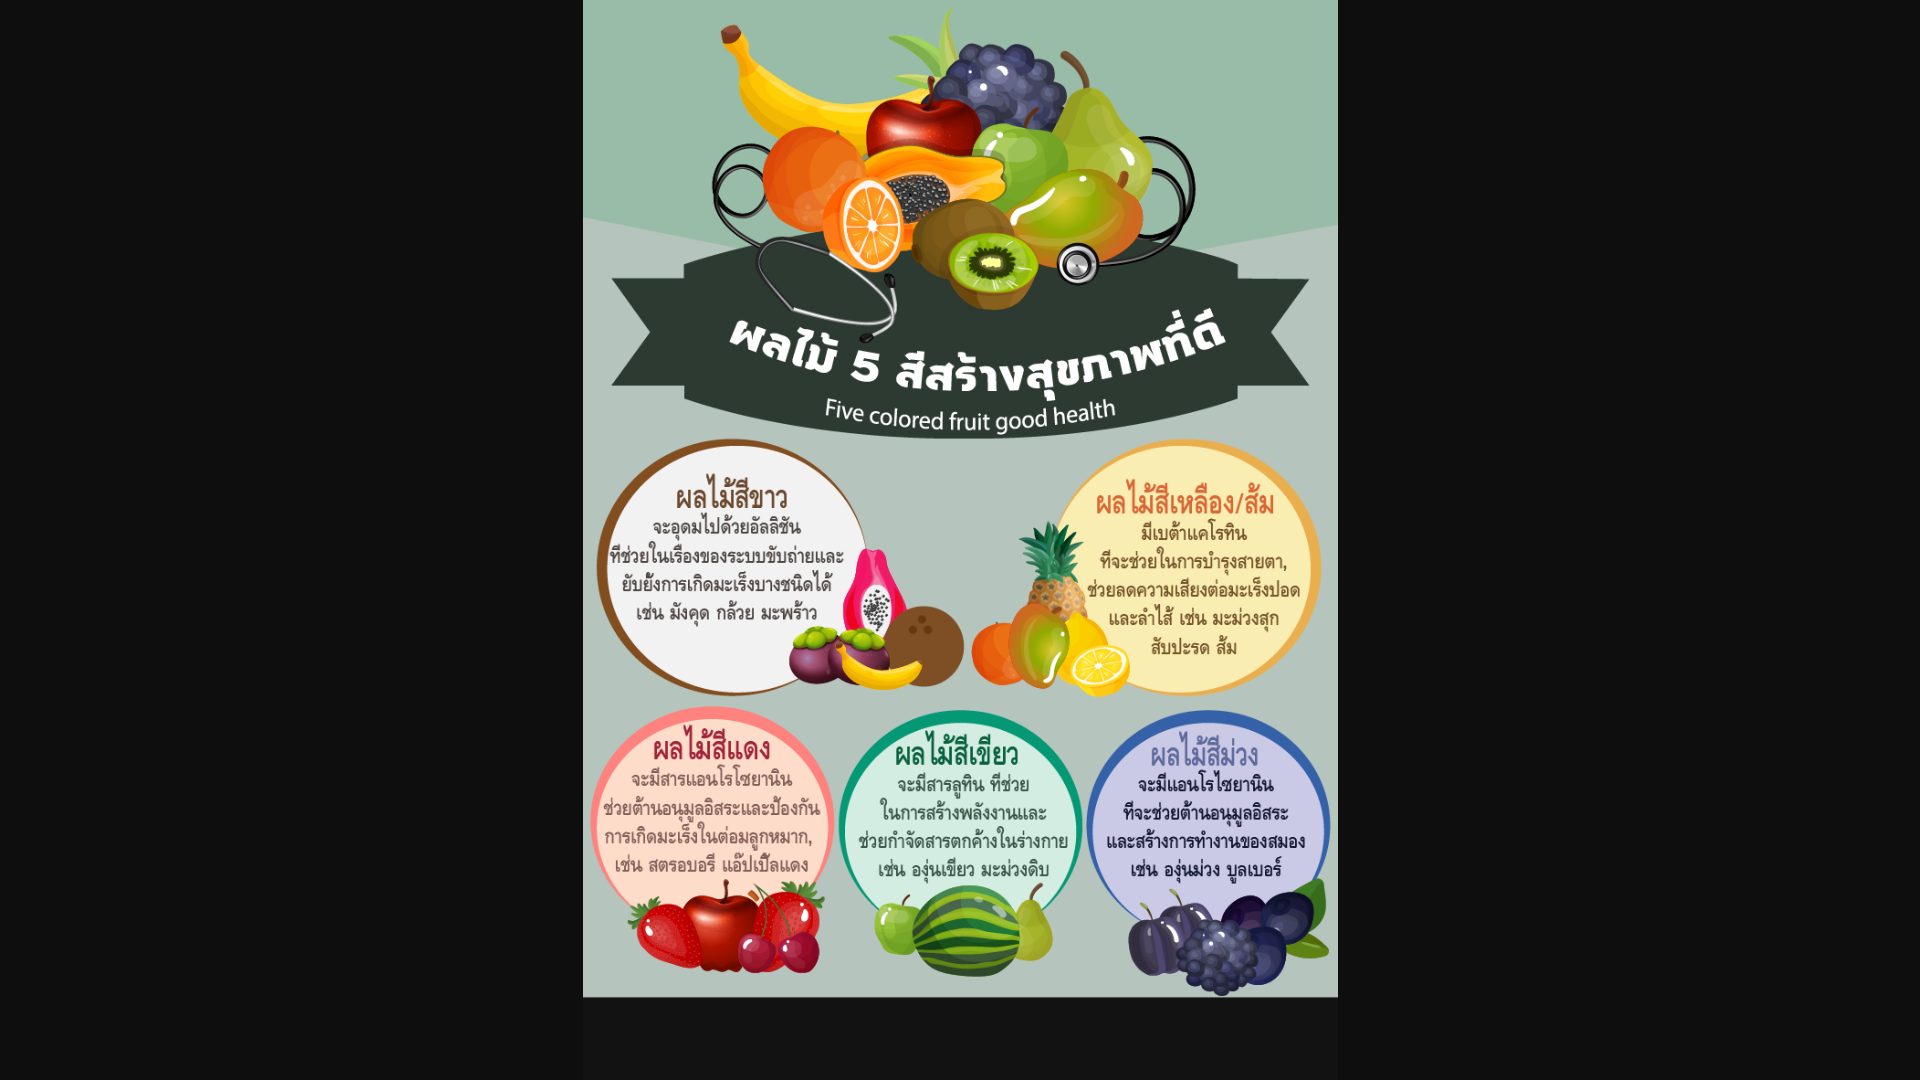 ผลไม้ 5 สีสร้างสุขภาพที่ดี
Five colored fruit good health
ผลไม้สีขาว
จะอุดมไปด้วยอัลลิซัน
ที่ช่วยในเรื่องของระบบขับถ่ายและ
ยับยั้งการเกิดมะเร็งบางชนิดได้
เช่น มังคุด กล้วย มะพร้าว
ผลไม้สีเหลือง/ส้ม
มีเบต้าแคโรทิน
ที่จะช่วยในการบำรุงสายตา,
ช่วยลดความเสี่ยงต่อมะเร็งปอด
และลำไส้ เช่น มะม่วงสุก
สับปะรด ส้ม
ผลไม้สีแดง
จะมีสารแอนโรโซยานิน
ช่วยต้านอนุมูลอิสระและป้องกัน
การเกิดมะเร็งในต่อมลูกหมาก,
เช่น สตรอบอรี แอ๊ปเปิ้ลแดง
ผลไม้สีเขียว
จะมีสารลูทิน ที่ช่วย
ในการสร้างพลังงานและ
ช่วยกำจัดสารตกค้างในร่างกาย
เช่น องุ่นเขียว มะม่วงดิบ
ผลไม้สีม่วง
จะมีแอนโรไซยานิน
ที่จะช่วยต้านอนุมูลอิสระ
และสร้างการทำงานของสมอง
เช่น องุ่นม่วง บูลเบอร์